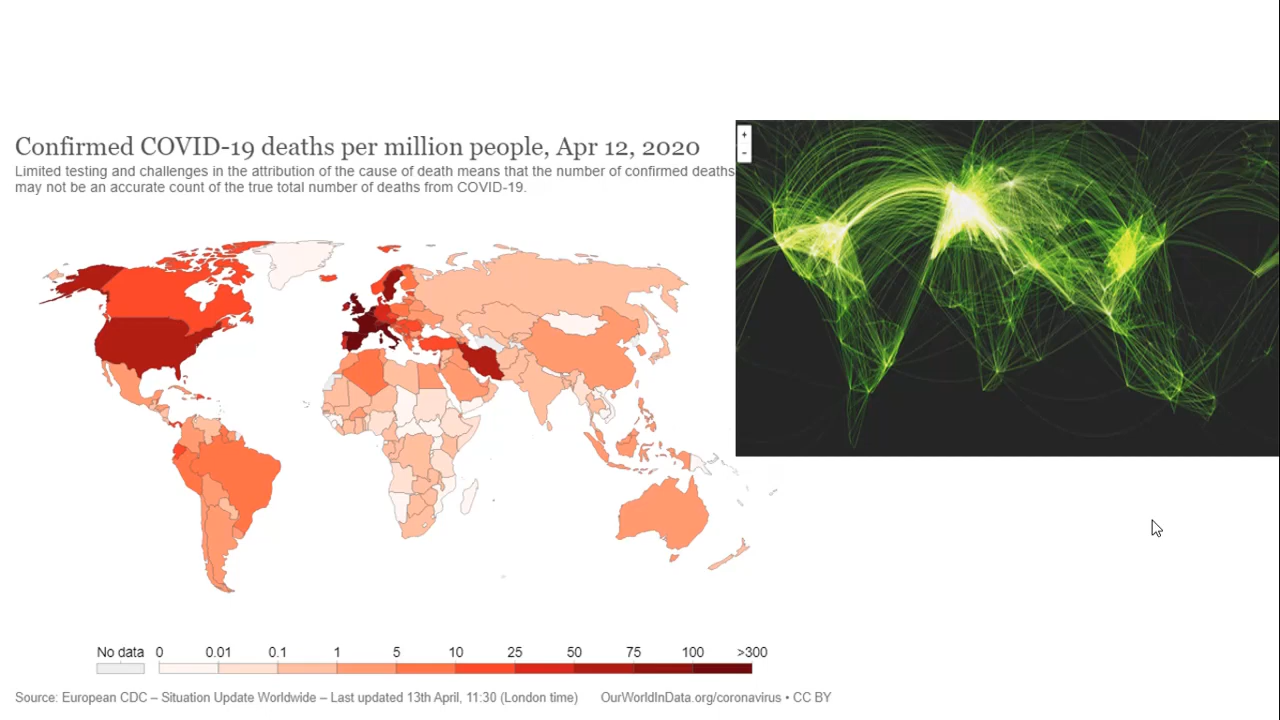 Confirmed COVID-19 deaths per million people, Apr 12, 2020
Limited testing and challenges in the attribution of the cause of death means that the number of confirmed deaths
may not be an accurate count of the true total number of deaths from COVID-19.
+
-
No data 0 0.01 0.1 1 5 10 25 50 75 100 >300
Source: European CDC – Situation Update Worldwide – Last updated 13th April, 11:30 (London time) OurWorldInData.org/coronavirus • CC BY